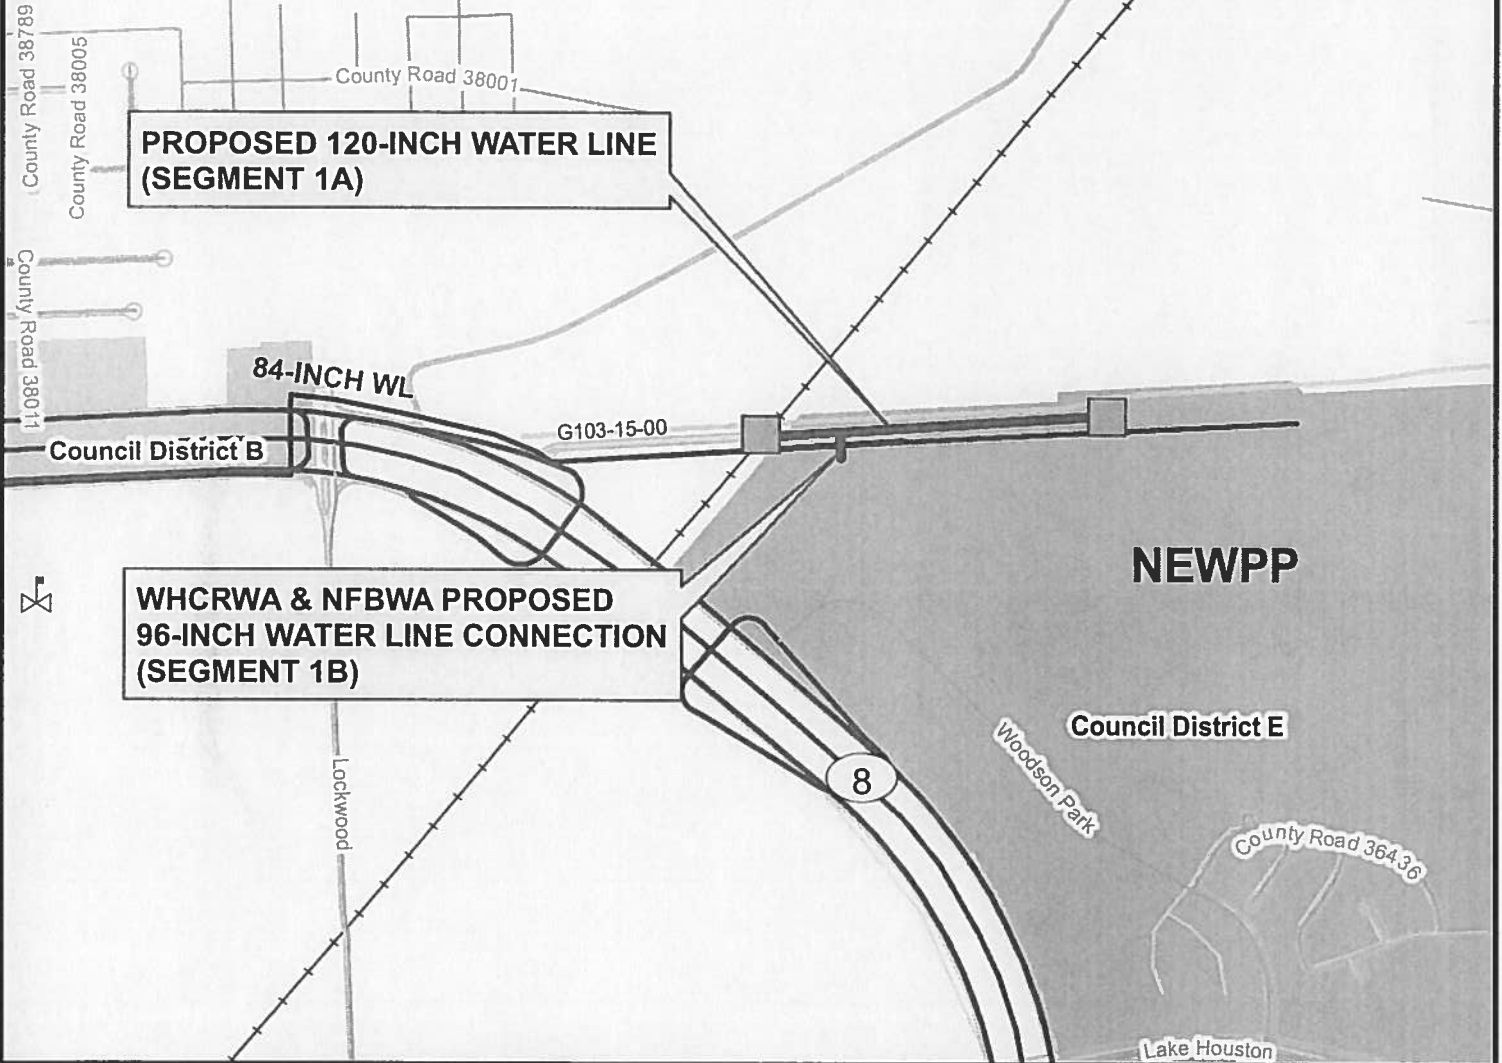 County Road 38789
County Road 38005
County Road 38001
PROPOSED 120-INCH WATER LINE
(SEGMENT 1A)
County Road 38011
84-INCH WL
G103-15-00
Council District B
NEWPP
WHCRWA & NFBWA PROPOSED
96-INCH WATER LINE CONNECTION
(SEGMENT 1B)
Council District E
Woodson Park
8
Lockwood
County Road 36436
Lake Houston